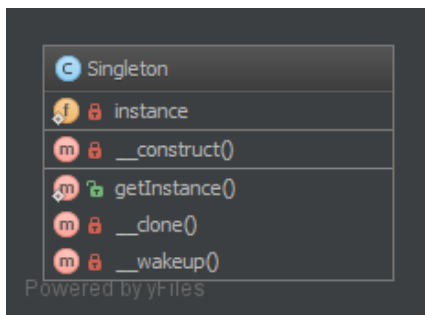 C Singleton
f instance
m __construct()
m getInstance()
m __clone()
m __wakeup()
Powered by yFiles